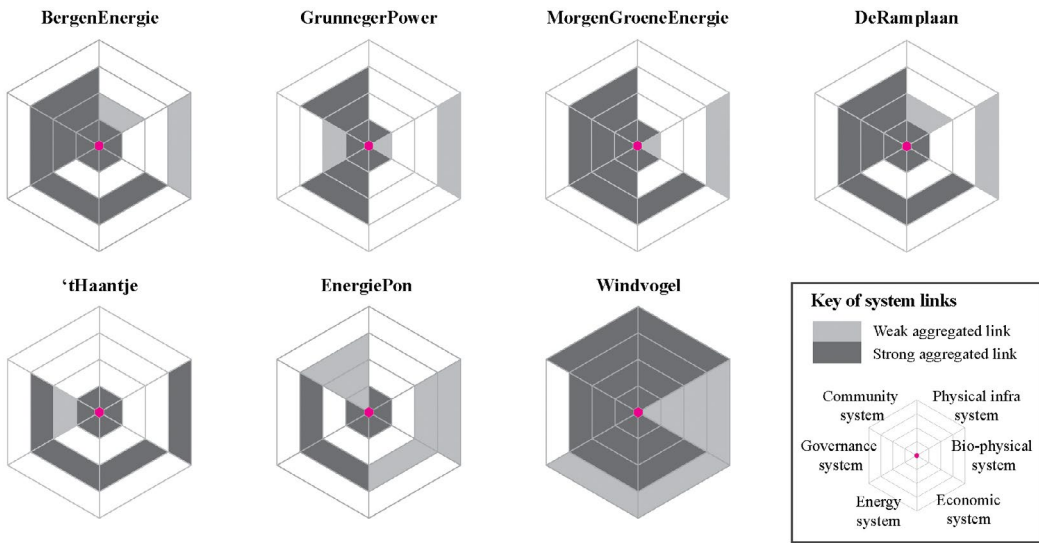 BergenEnergie
GrunnegerPower
MorgenGroeneEnergie
DeRamplaan
‘tHaantje
EnergiePon
Windvogel
Key of system links
Weak aggregated link
Strong aggregated link
Community
system
Physical infra
system
Governance
system
Bio-physical
system
Energy
system
Economic
system